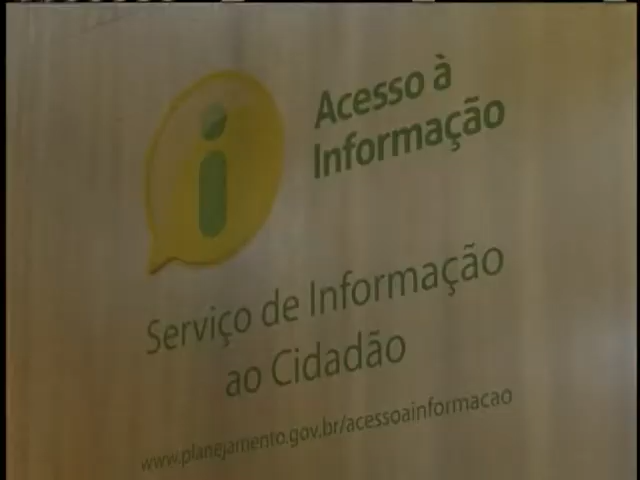 Acesso à
Informação
Serviço de Informação
ao Cidadão
www.planejamento.gov.br/acessoainformacao